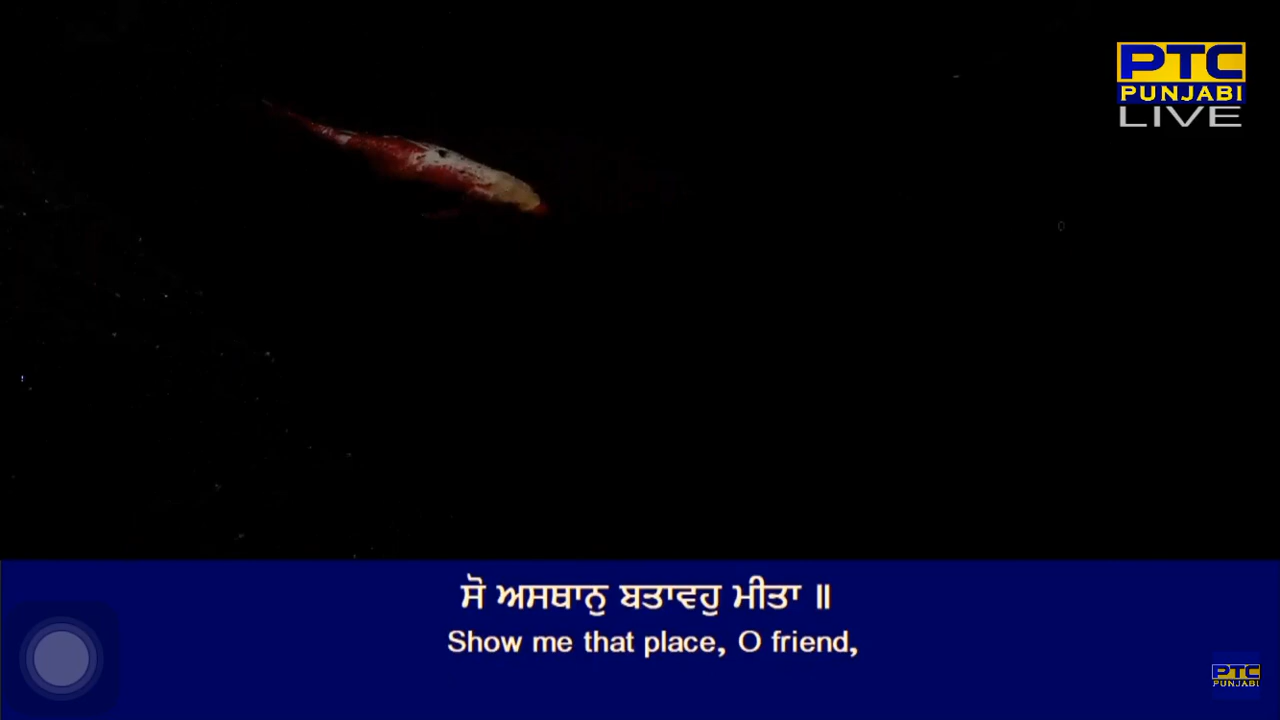 PTC
PUNJABI
LIVE
ਸੋ ਅਸਥਾਨੁ ਬਤਾਵਹੁ ਮੀਤਾ ॥
Show me that place, O friend,
PTC
PUNJABI